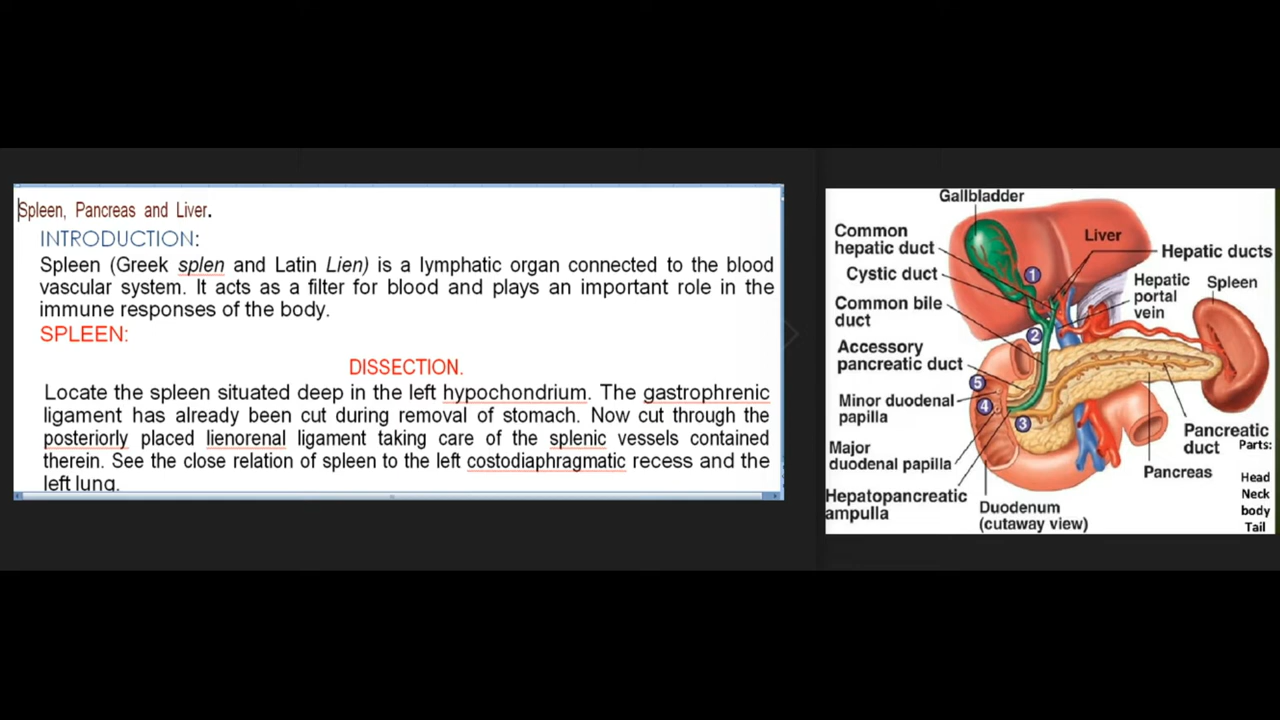 Spleen, Pancreas and Liver.
INTRODUCTION:
Spleen (Greek splen and Latin Lien) is a lymphatic organ connected to the blood
vascular system. It acts as a filter for blood and plays an important role in the
immune responses of the body.
SPLEEN:
DISSECTION.
Locate the spleen situated deep in the left hypochondrium. The gastrophrenic
ligament has already been cut during removal of stomach. Now cut through the
posteriorly placed lienorenal ligament taking care of the splenic vessels contained
therein. See the close relation of spleen to the left costodiaphragmatic recess and the
left lung.
Gallbladder
Common
hepatic duct
Cystic duct
Common bile
duct
Accessory
pancreatic duct
Minor duodenal
papilla
Major
duodenal papilla
Hepatopancreatic
ampulla
Duodenum
(cutaway view)
Liver
Hepatic ducts
Hepatic
portal
vein
Spleen
1
2
5
4
3
Pancreatic
duct
Pancreas
Parts:
Head
Neck
body
Tail